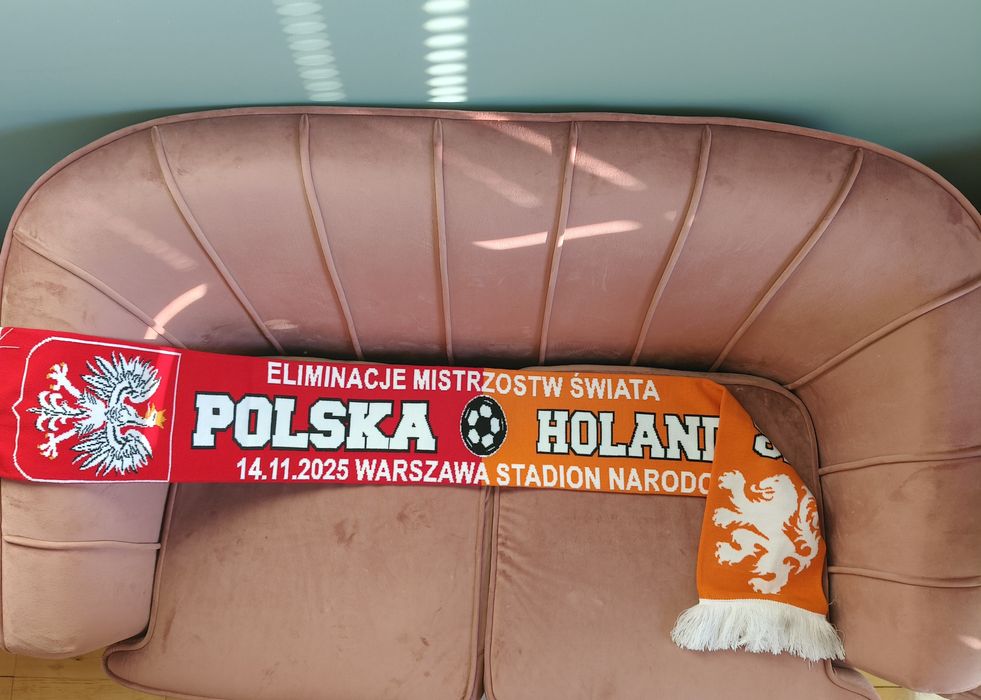 ELIMINACJE MISTRZOSTW ŚWIATA
POLSKA
14.11.2025 WARSZAWA STADION